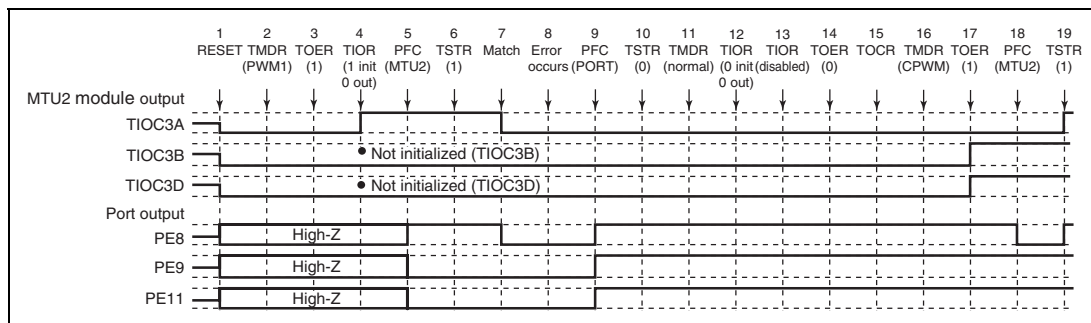 1 2 3 4 5 6 7 8 9 10 11 12 13 14 15 16 17 18 19
RESET TMDR TOER TIOR PFC TSTR Match Error PFC TSTR TMDR TIOR TIOR TOER TOCR TMDR TOER PFC TSTR
(PWM1) (1) (1 init (MTU2) (1) occurs (PORT) (0) (normal) (0 init (disabled) (0) (CPWM) (1) (MTU2) (1)
0 out) 0 out)
MTU2 module output
TIOC3A
TIOC3B • Not initialized (TIOC3B)
TIOC3D • Not initialized (TIOC3D)
Port output
PE8 High-Z
PE9 High-Z
PE11 High-Z